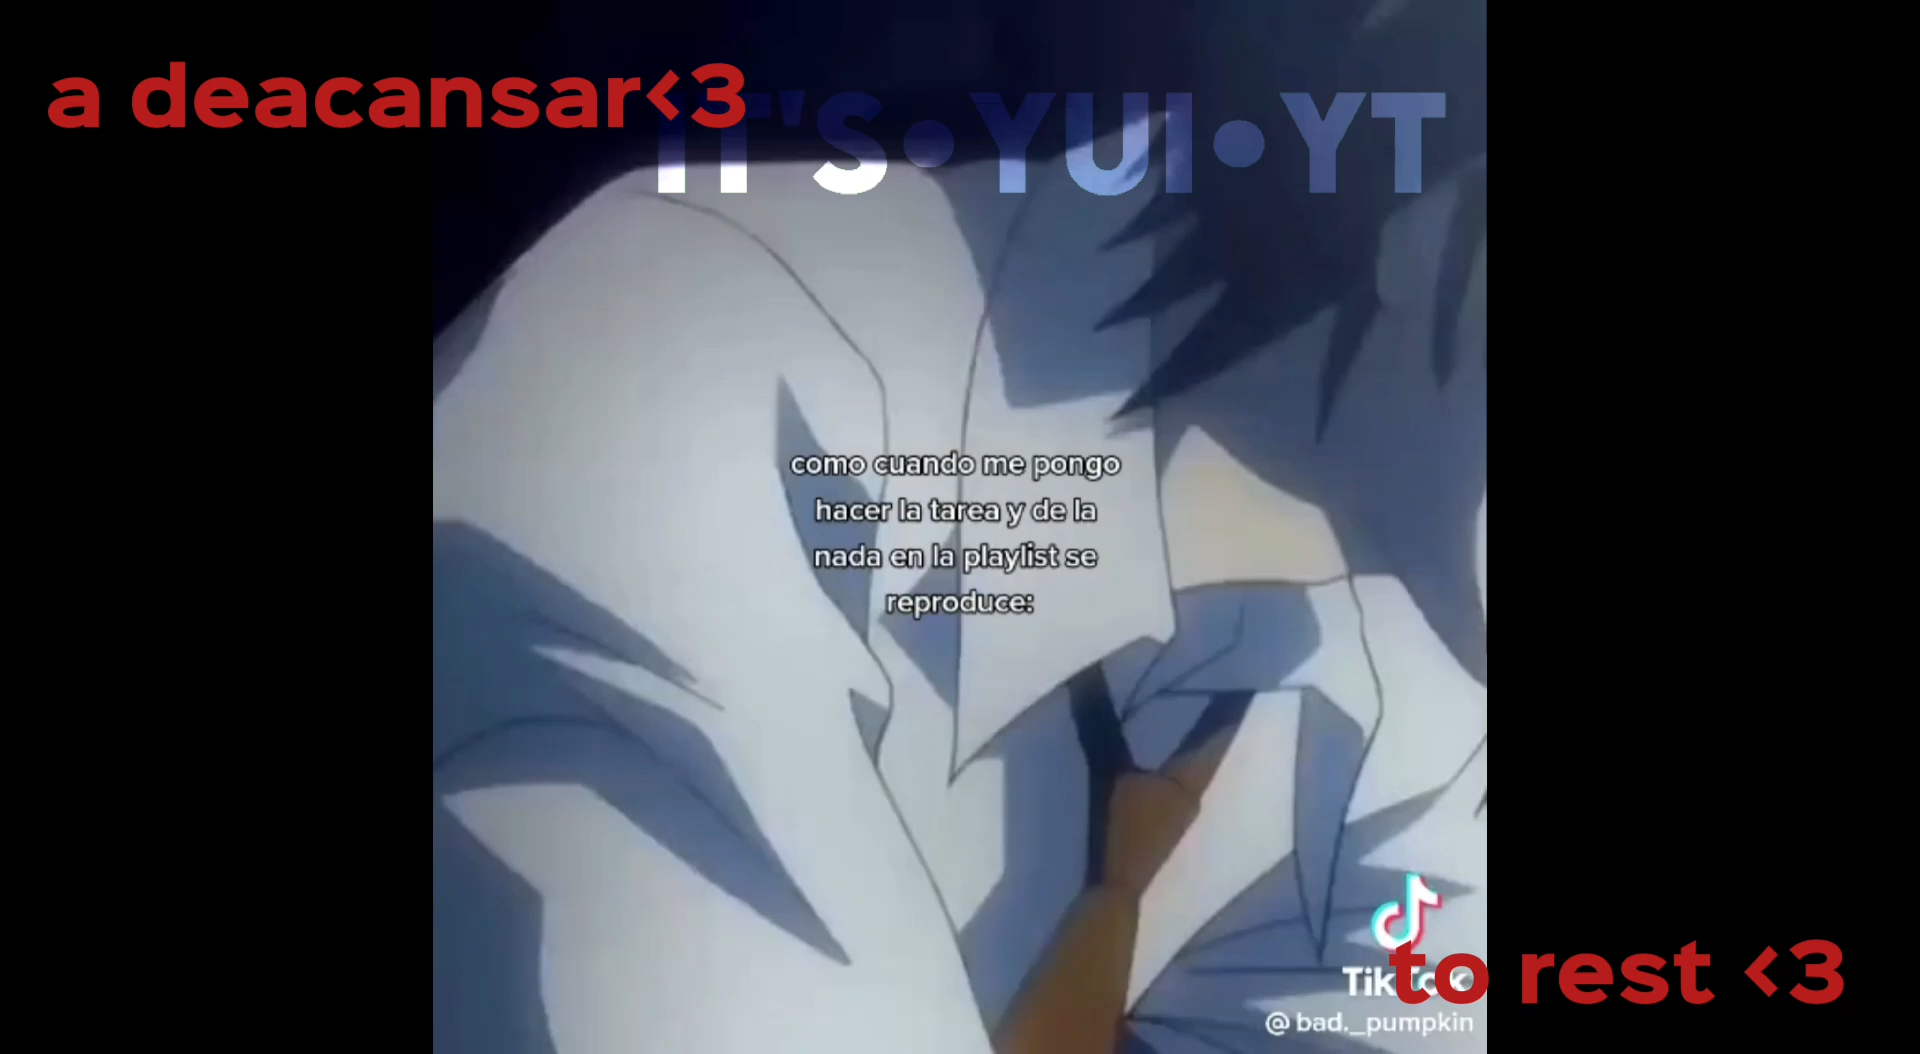 a deacansar<3
IT'S•YUI•YT
como cuando me pongo
hacer la tarea y de la
nada en la playlist se
reproduce:
TikTok
to rest <3
@bad._pumpkin